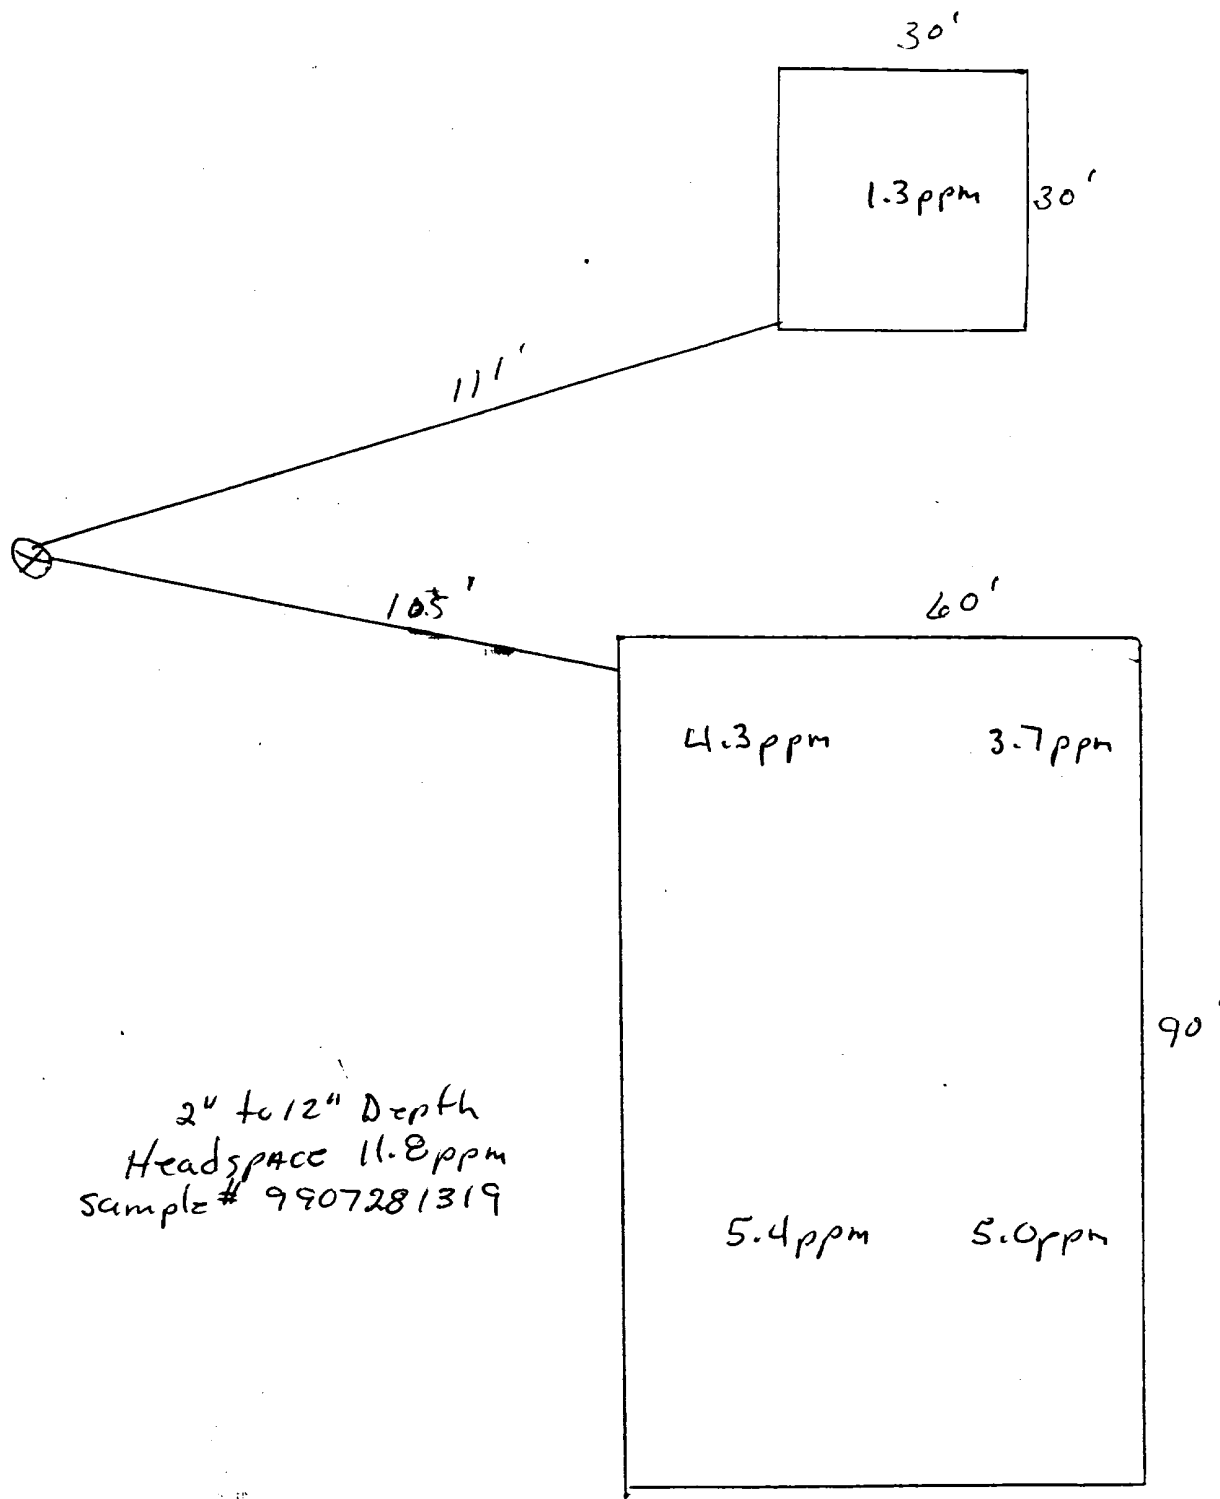 30'
1.3ppm
30'
111'
105'
60'
4.3ppm
3.7ppm
90'
2" to 12" Depth
Headspace 11.8ppm
Sample# 9907281319
5.4ppm
5.0ppm